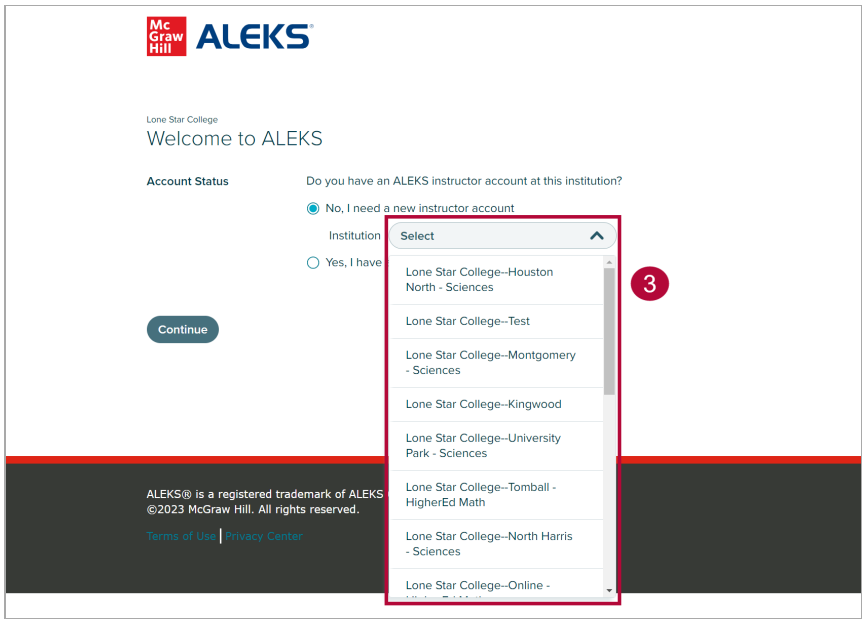 Mc
Graw
Hill
ALEKS®
Lone Star College
Welcome to ALEKS
Account Status
Do you have an ALEKS instructor account at this institution?
No, I need a new instructor account
Institution
Select
Yes, I have
Lone Star College--Houston
North - Sciences
Lone Star College--Test
Lone Star College--Montgomery
- Sciences
Lone Star College--Kingwood
Lone Star College--University
Park - Sciences
Lone Star College--Tomball -
HigherEd Math
Lone Star College--North Harris
- Sciences
Lone Star College--Online -
3
Continue
ALEKS® is a registered trademark of ALEKS
©2023 McGraw Hill. All rights reserved.
Terms of Use
Privacy Center